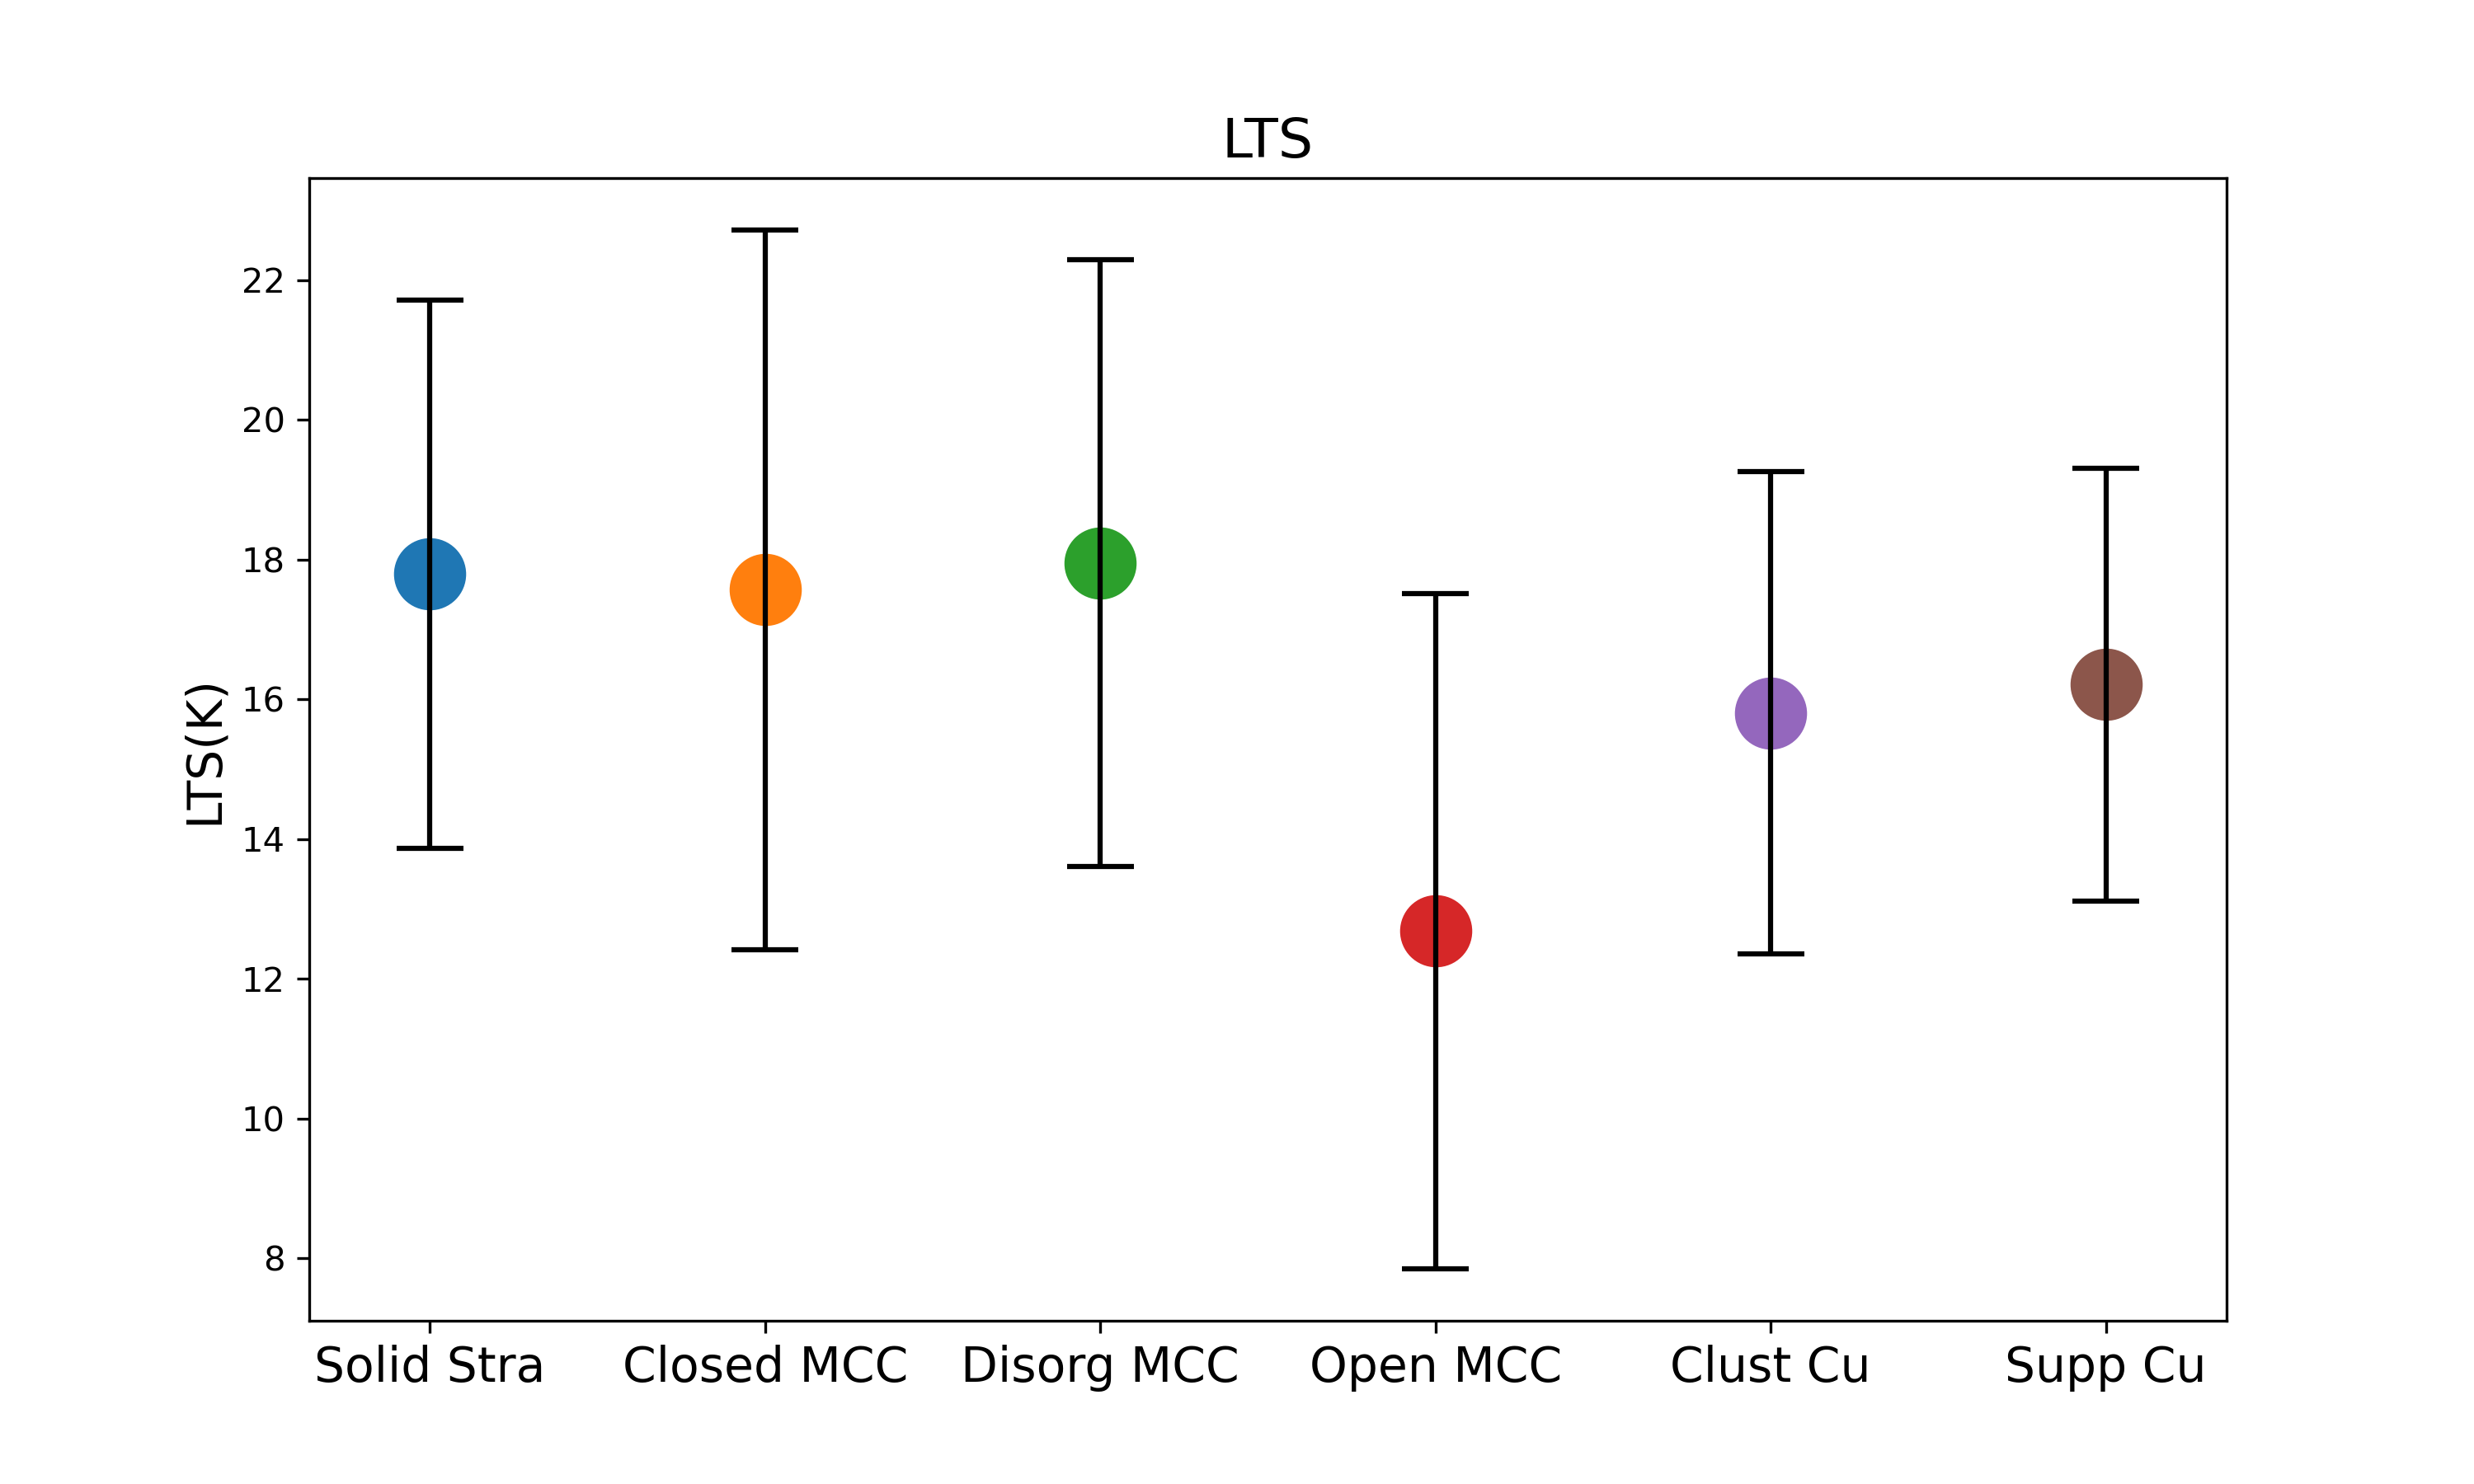 LTS
LTS(K)
22
20
18
16
14
12
10
8
Solid Stra Closed MCC Disorg MCC Open MCC Clust Cu Supp Cu